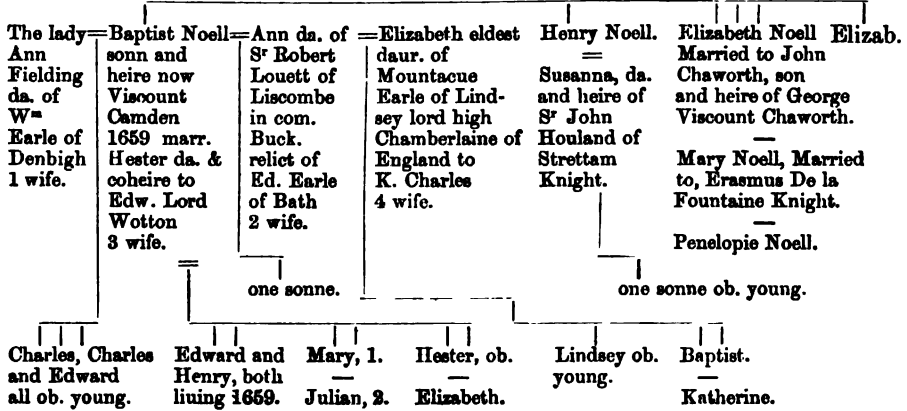 The lady
Ann
Fielding
da. of
Wm
Earle of
Denbigh
1 wife.
=
Baptist Noell
sonn and
heire now
Viscount
Camden
1659 marr.
Hester da. &
coheire to
Edw. Lord
Wotton
3 wife.
=
Ann da. of
Sr Robert
Louett of
Liscombe
in com.
Buck.
relict of
Ed. Earle
of Bath
2 wife.
=
Elizabeth eldest
daur. of
Mountacue
Earle of Lind-
sey lord high
Chamberlaine of
England to
K. Charles
4 wife.
Henry Noell.
=
Susanna, da.
and heire of
Sr John
Houland of
Strettam
Knight.
Elizabeth Noell
Married to John
Chaworth, son
and heire of George
Viscount Chaworth.
—
Mary Noell, Married
to, Erasmus De la
Fountaine Knight.
—
Penelopie Noell.
Elizab.
=
one sonne.
one sonne ob. young.
Charles, Charles
and Edward
all ob. young.
Edward and
Henry, both
liuing 1659.
Mary, 1.
—
Julian, 2.
Hester, ob.
—
Elizabeth.
Lindsey ob.
young.
Baptist.
—
Katherine.